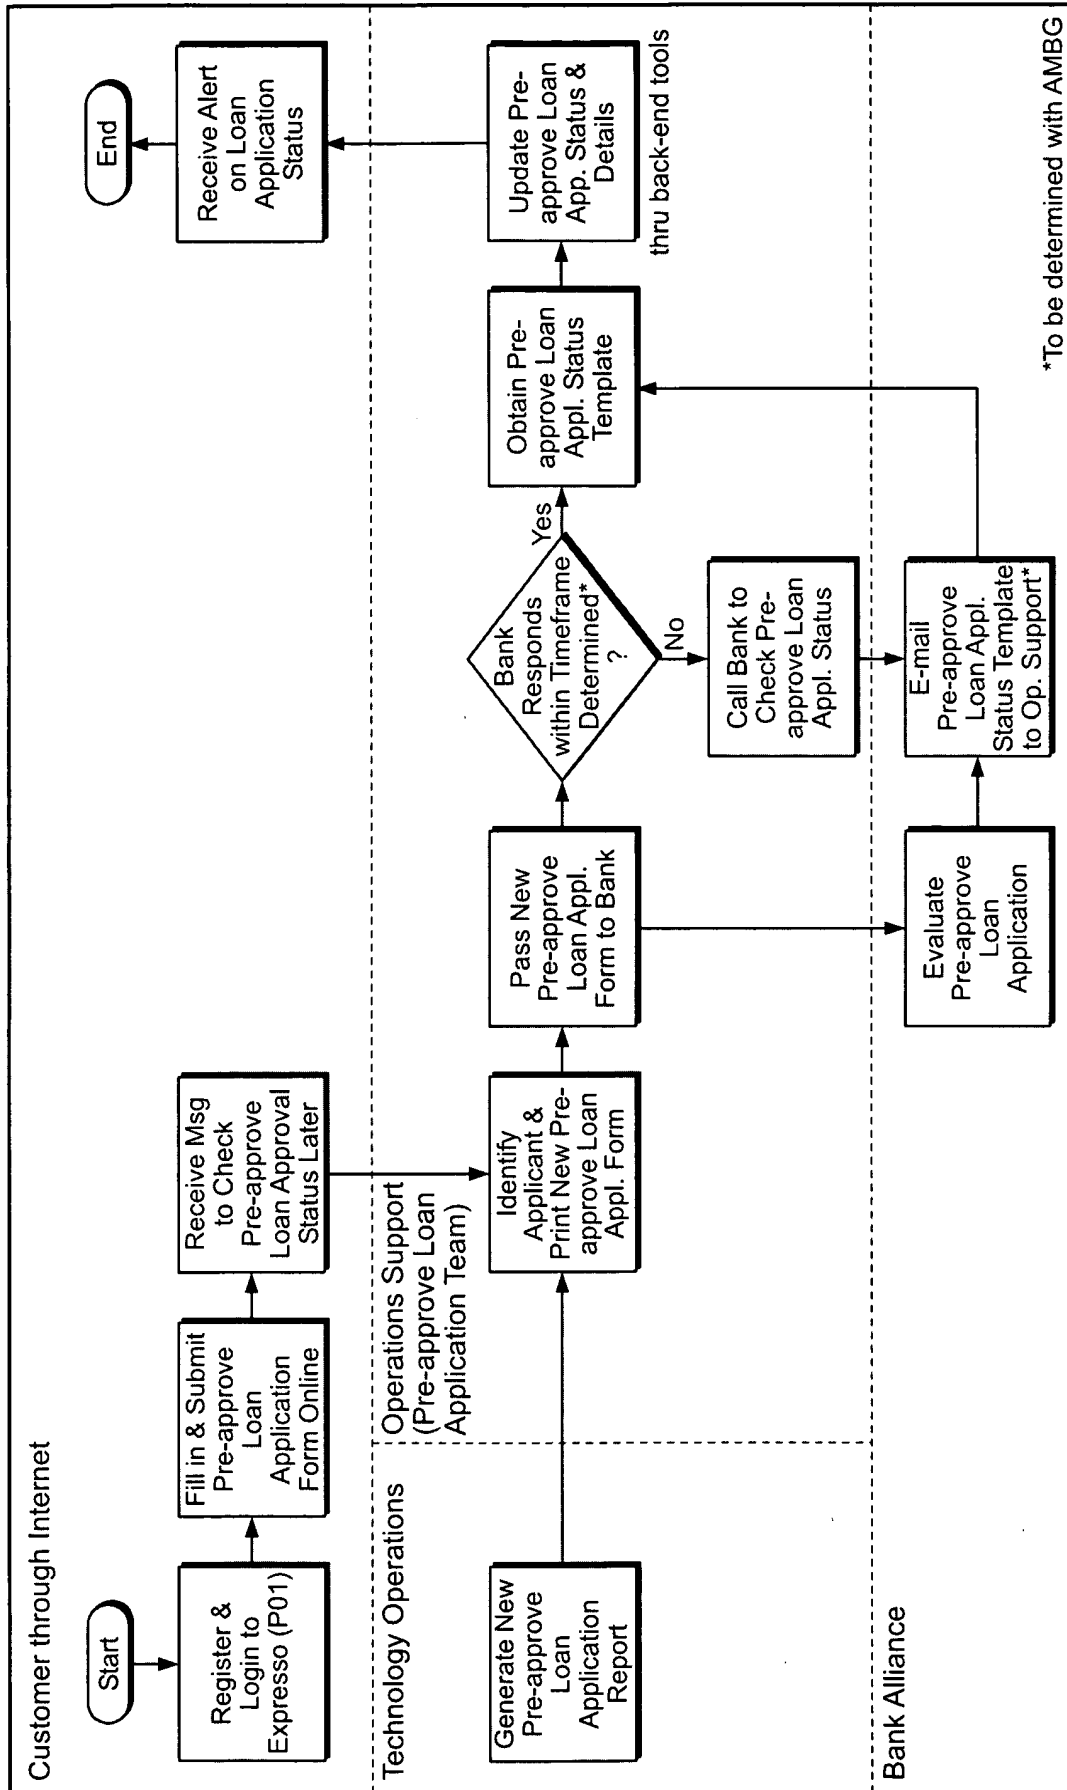 Customer through Internet
Start
Register &
Login to
Expresso (P01)
Fill in & Submit
Pre-approve
Loan
Application
Form Online
Receive Msg
to Check
Pre-approve
Loan Approval
Status Later
Receive Alert
on Loan
Application
Status
End
Technology Operations
Generate New
Pre-approve
Loan
Application
Report
Operations Support
(Pre-approve Loan
Application Team)
Identify
Applicant &
Print New Pre-
approve Loan
Appl. Form
Pass New
Pre-approve
Loan Appl.
Form to Bank
Bank
Responds
within Timeframe
Determined*
?
Yes
No
Obtain Pre-
approve Loan
Appl. Status
Template
Update Pre-
approve Loan
App. Status &
Details
thru back-end tools
Call Bank to
Check Pre-
approve Loan
Appl. Status
Bank Alliance
Evaluate
Pre-approve
Loan
Application
E-mail
Pre-approve
Loan Appl.
Status Template
to Op. Support*
*To be determined with AMBG